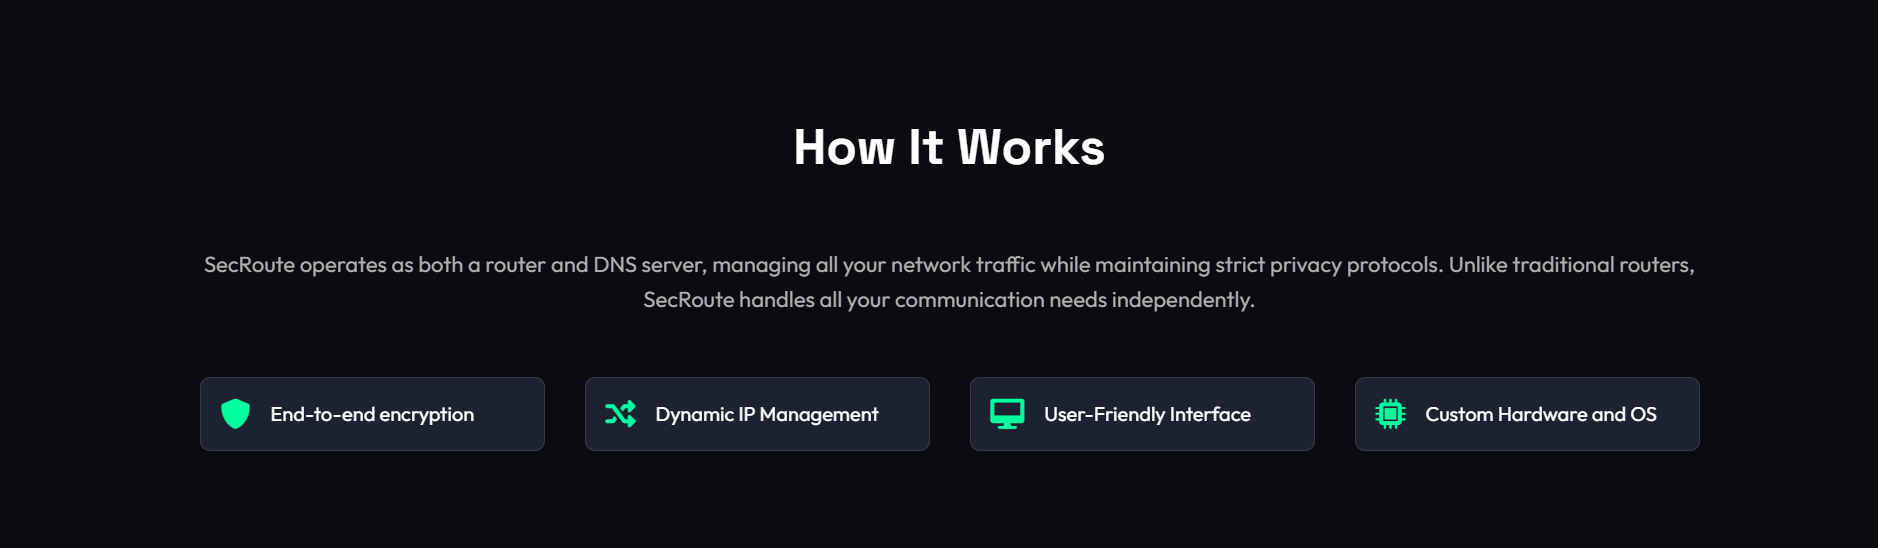 How It Works
SecRoute operates as both a router and DNS server, managing all your network traffic while maintaining strict privacy protocols. Unlike traditional routers,
SecRoute handles all your communication needs independently.
End-to-end encryption
Dynamic IP Management
User-Friendly Interface
Custom Hardware and OS